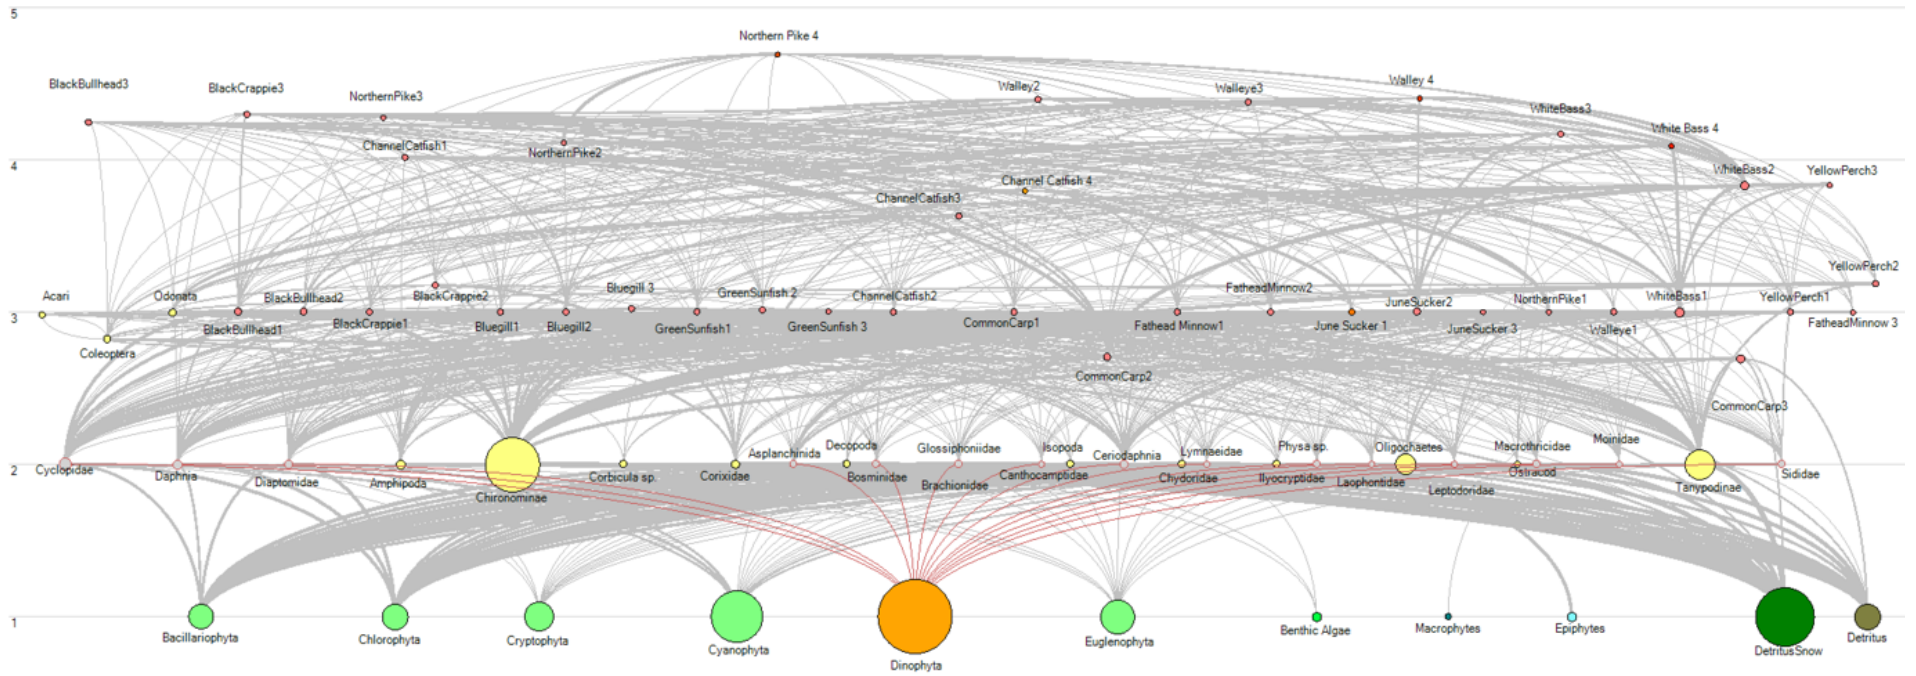 5
Northern Pike 4
BlackBullhead3
BlackCrappie3
NorthernPike3
Walley2
Walleye3
Walley 4
WhiteBass3
White Bass 4
ChannelCatfish1
NorthernPike2
4
WhiteBass2
YellowPerch3
Channel Catfish 4
ChannelCatfish3
YellowPerch2
Acari
Odonata
BlackBullhead2
BlackCrappie2
Bluegill 3
GreenSunfish 2
ChannelCatfish2
FatheadMinnow2
JuneSucker2
NorthernPike1
WhiteBass1
YellowPerch1
3
BlackBullhead1
BlackCrappie1
Bluegill1
Bluegill2
GreenSunfish1
GreenSunfish 3
CommonCarp1
Fathead Minnow1
June Sucker 1
JuneSucker 3
Walleye1
FatheadMinnow 3
Coleoptera
CommonCarp2
CommonCarp3
Asplanchinida
Decopoda
Glossiphoniidae
Isopoda
Ceriodaphnia
Lymnaeidae
Physa sp.
Oligochaetes
Macrothricidae
Moinidae
2
Cyclopidae
Daphnia
Diaptomidae
Amphipoda
Chironominae
Corbicula sp.
Corixidae
Bosminidae
Brachionidae
Canthocamptidae
Chydoridae
Ilyocryptidae
Laophontidae
Leptodoridae
Ostracod
Tanypodinae
Sididae
1
Bacillariophyta
Chlorophyta
Cryptophyta
Cyanophyta
Dinophyta
Euglenophyta
Benthic Algae
Macrophytes
Epiphytes
DetritusSnow
Detritus